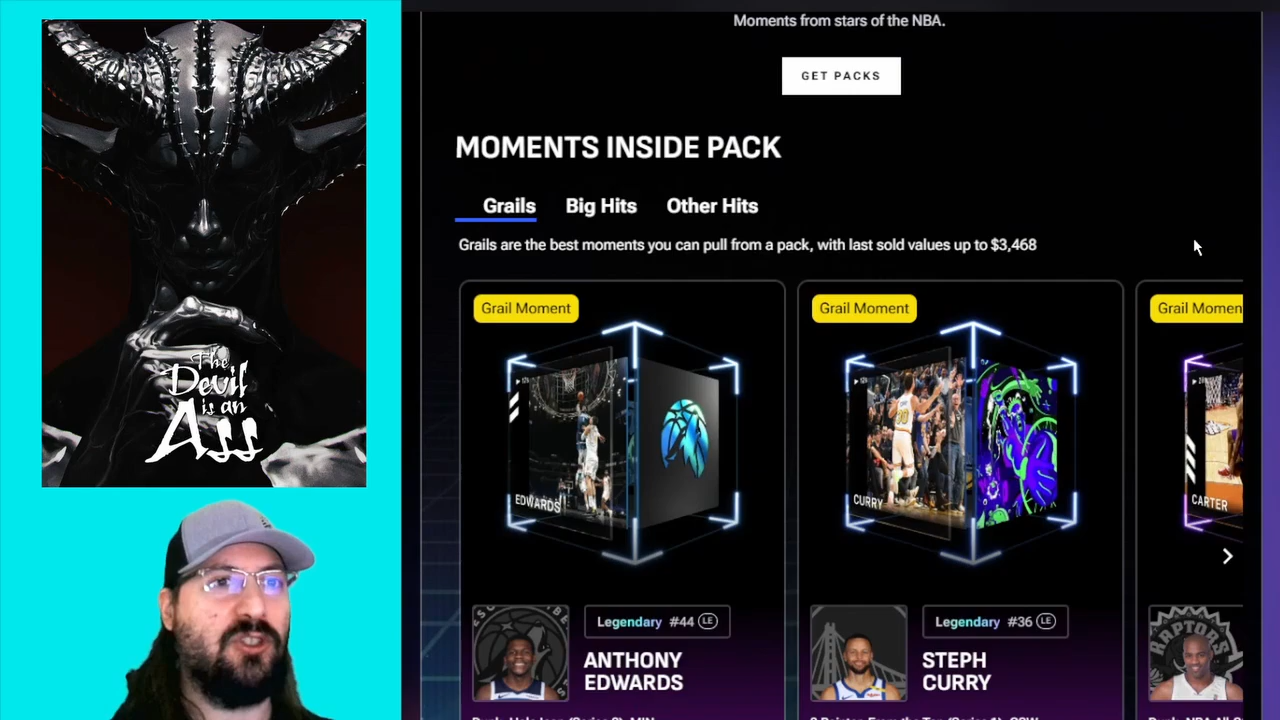 The
Devil
is an
Ass
Moments from stars of the NBA.
GET PACKS
MOMENTS INSIDE PACK
Grails Big Hits Other Hits
Grails are the best moments you can pull from a pack, with last sold values up to $3,468
Grail Moment
EDWARDS
Legendary #44 LE
ANTHONY
EDWARDS
Grail Moment
CURRY
30
Legendary #36 LE
STEPH
CURRY
Grail Momen
CARTER
RAPTORS